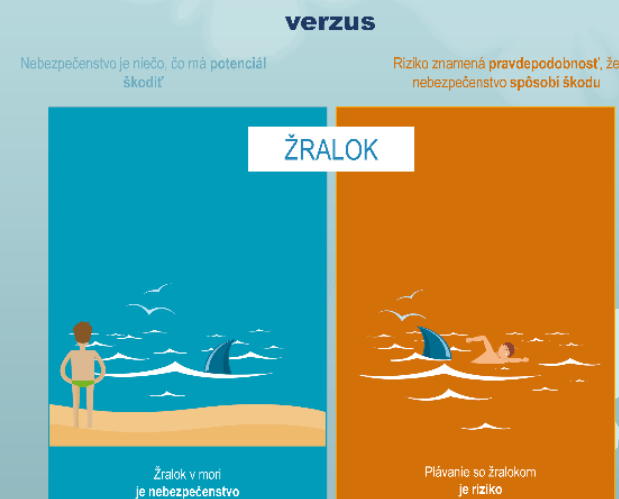 verzus
Nebezpečenstvo je niečo, čo má potenciál
škodiť
Riziko znamená pravdepodobnosť, že
nebezpečenstvo spôsobi škodu
ŽRALOK
Žralok v mori
je nebezpečenstvo
Plávanie so žralokom
je riziko